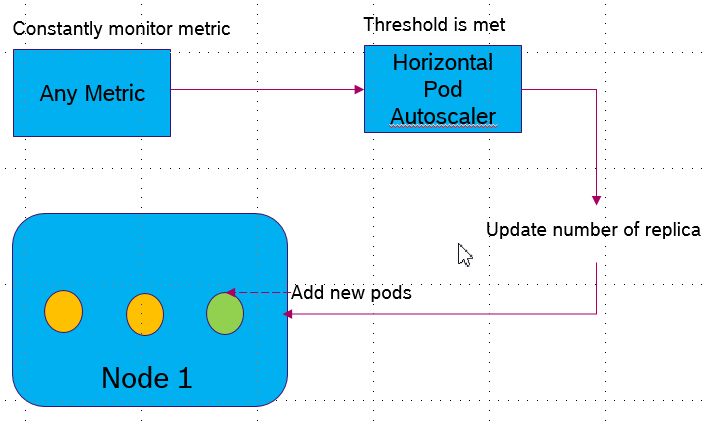 Constantly monitor metric
Threshold is met
Any Metric
Horizontal
Pod
Autoscaler
Update number of replica
Add new pods
Node 1